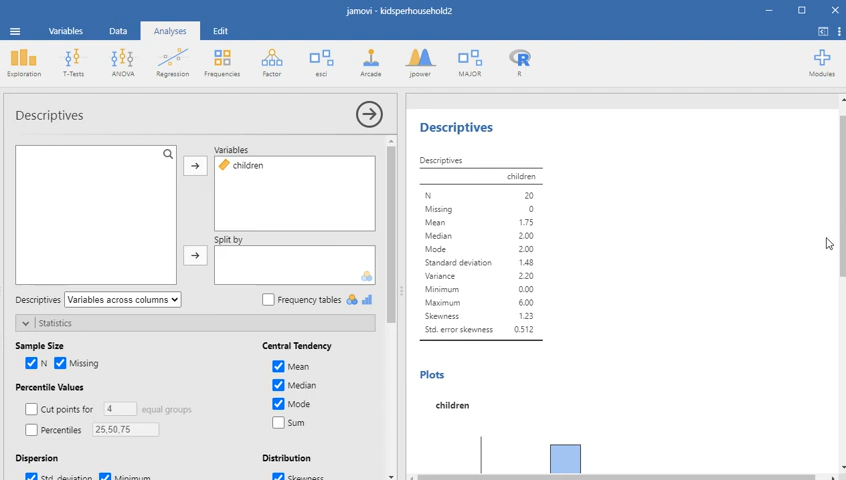 jamovi - kidsperhousehold2
Variables Data Analyses Edit
Exploration T-Tests ANOVA Regression Frequencies Factor esci Arcade jpower MAJOR R Modules
Descriptives
Variables
children
Split by
Descriptives Variables across columns Frequency tables
Statistics
Sample Size
N Missing
Percentile Values
Cut points for 4 equal groups
Percentiles 25,50,75
Dispersion
Std. deviation Minimum
Central Tendency
Mean
Median
Mode
Sum
Distribution
Skewness
Descriptives
Descriptives
children
N 20
Missing 0
Mean 1.75
Median 2.00
Mode 2.00
Standard deviation 1.48
Variance 2.20
Minimum 0.00
Maximum 6.00
Skewness 1.23
Std. error skewness 0.512
Plots
children